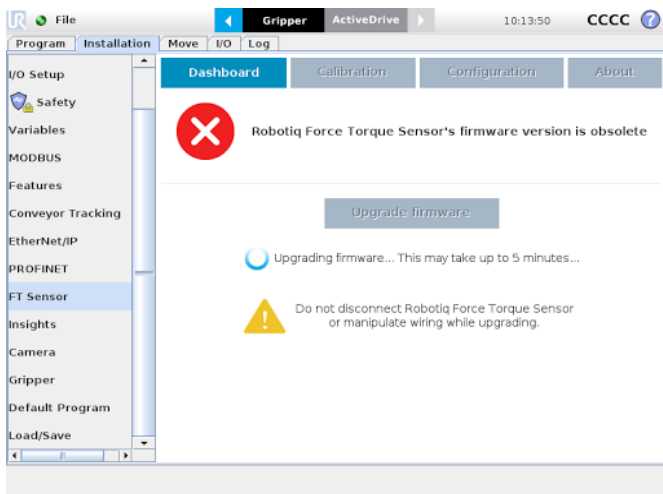 UR File Gripper ActiveDrive 10:13:50 CCCC ?
Program Installation Move I/O Log
I/O Setup
Safety
Variables
MODBUS
Features
Conveyor Tracking
EtherNet/IP
PROFINET
FT Sensor
Insights
Camera
Gripper
Default Program
Load/Save
Dashboard Calibration Configuration About
Robotiq Force Torque Sensor's firmware version is obsolete
Upgrade firmware
Upgrading firmware... This may take up to 5 minutes...
Do not disconnect Robotiq Force Torque Sensor
or manipulate wiring while upgrading.